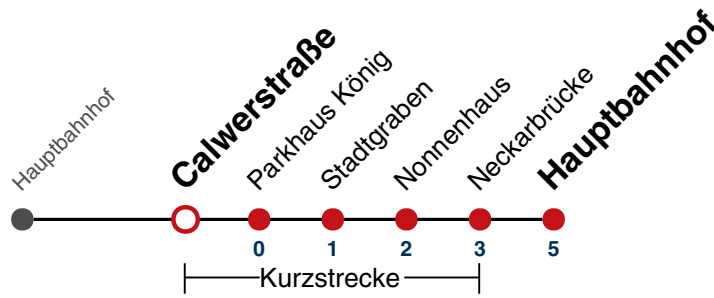 Hauptbahnhof
Calwerstraße
Parkhaus König
Stadtgraben
Nonnenhaus
Neckarbrücke
Hauptbahnhof
0 1 2 3 5
Kurzstrecke